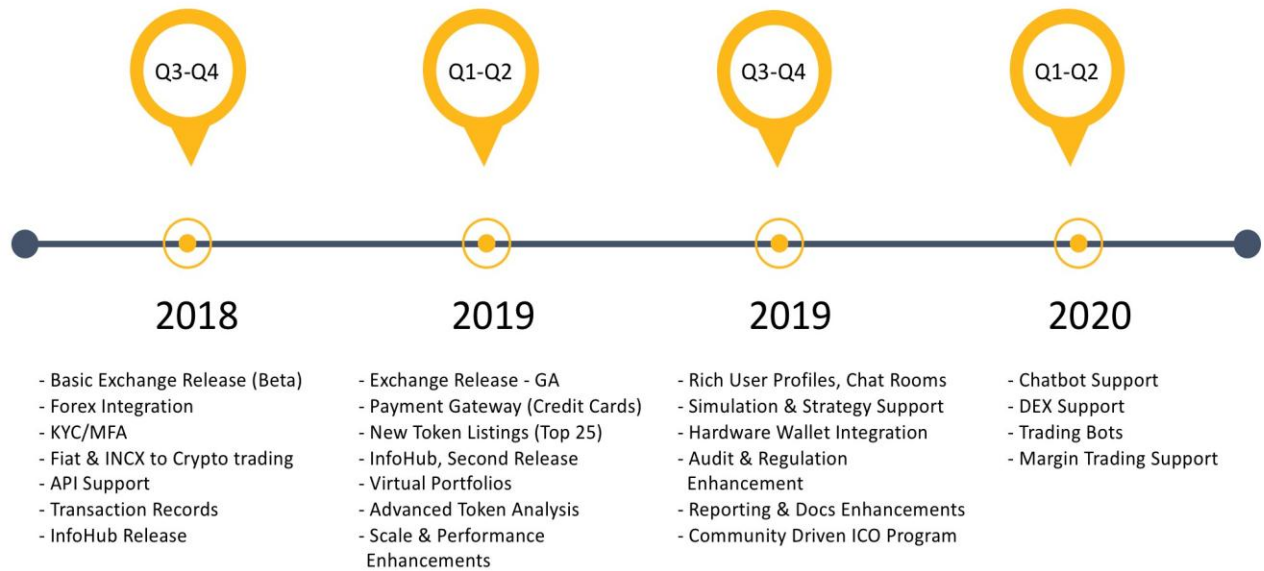 Q3-Q4
Q1-Q2
Q3-Q4
Q1-Q2
2018
2019
2019
2020
- Basic Exchange Release (Beta)
- Forex Integration
- KYC/MFA
- Fiat & INCX to Crypto trading
- API Support
- Transaction Records
- InfoHub Release
- Exchange Release - GA
- Payment Gateway (Credit Cards)
- New Token Listings (Top 25)
- InfoHub, Second Release
- Virtual Portfolios
- Advanced Token Analysis
- Scale & Performance
Enhancements
- Rich User Profiles, Chat Rooms
- Simulation & Strategy Support
- Hardware Wallet Integration
- Audit & Regulation
Enhancement
- Reporting & Docs Enhancements
- Community Driven ICO Program
- Chatbot Support
- DEX Support
- Trading Bots
- Margin Trading Support